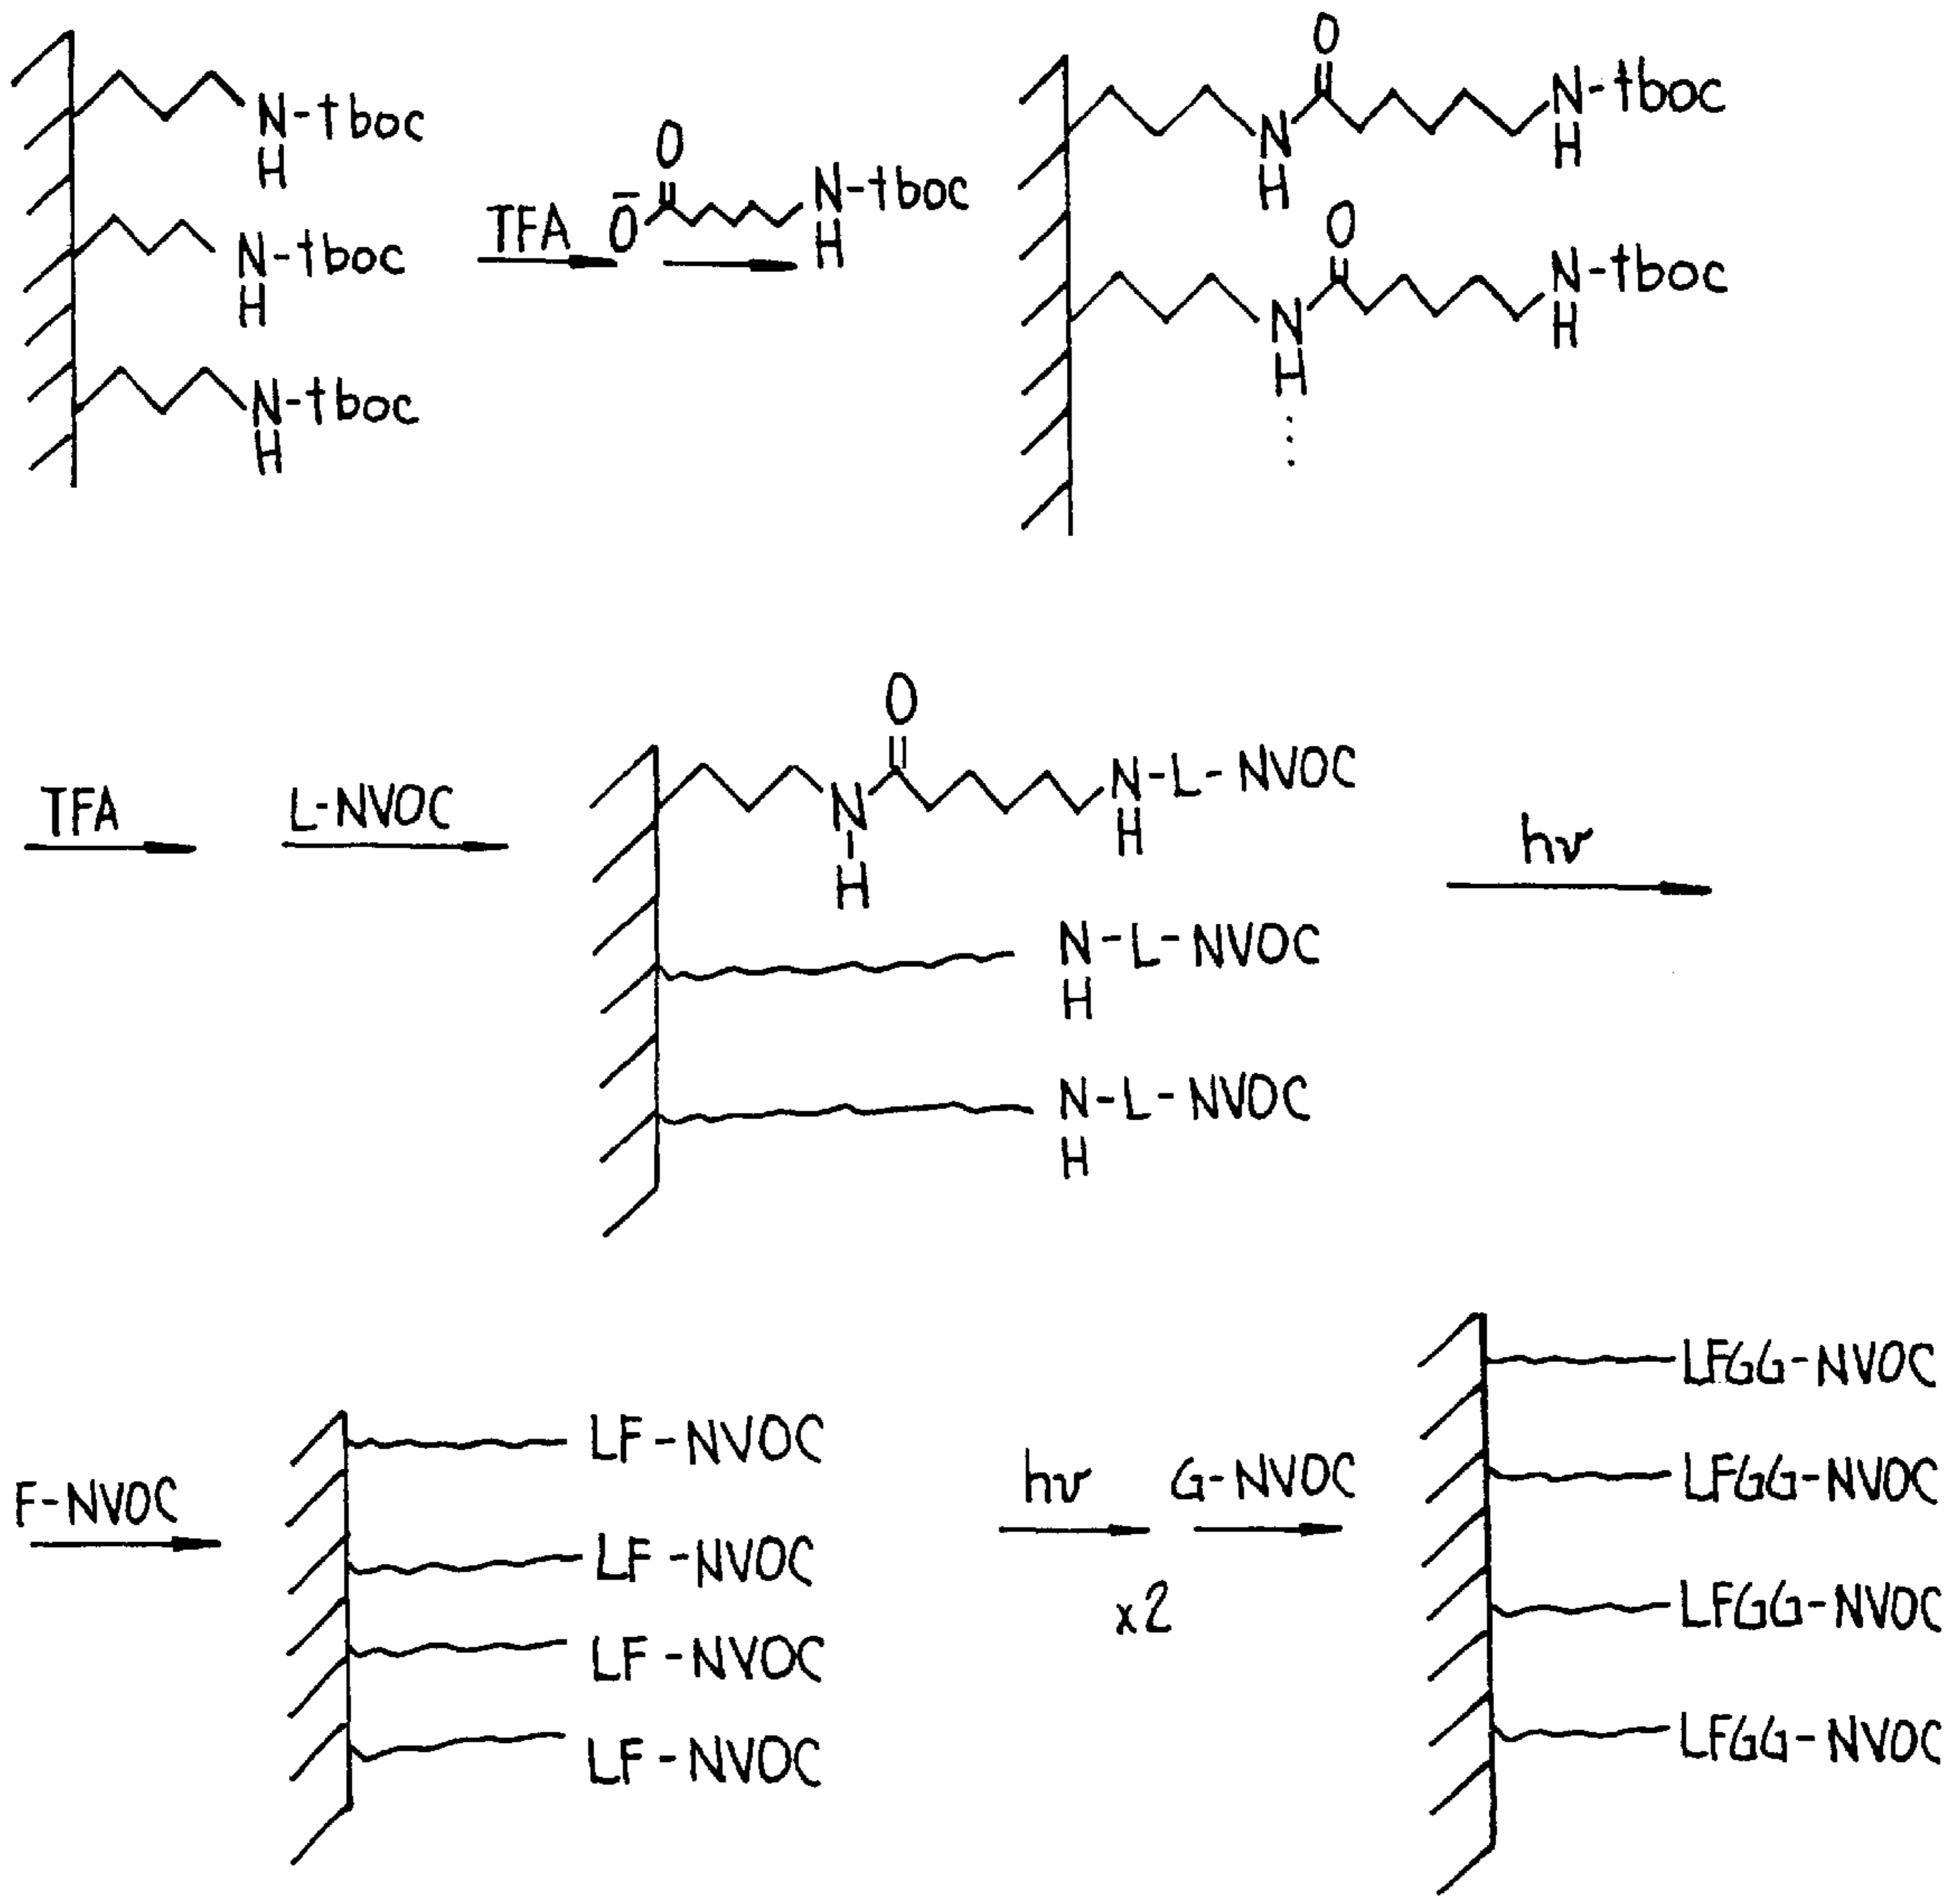 N-tboc
H
N-tboc
H
N-tboc
H
TFA
O
O
N-tboc
H
O
N
H
N-tboc
H
O
N
H
N-tboc
H
TFA
L-NVOC
O
N
H
N-L-NVOC
H
N-L-NVOC
H
N-L-NVOC
H
hν
F-NVOC
LF-NVOC
LF-NVOC
LF-NVOC
LF-NVOC
hν
G-NVOC
x2
LFGG-NVOC
LFGG-NVOC
LFGG-NVOC
LFGG-NVOC